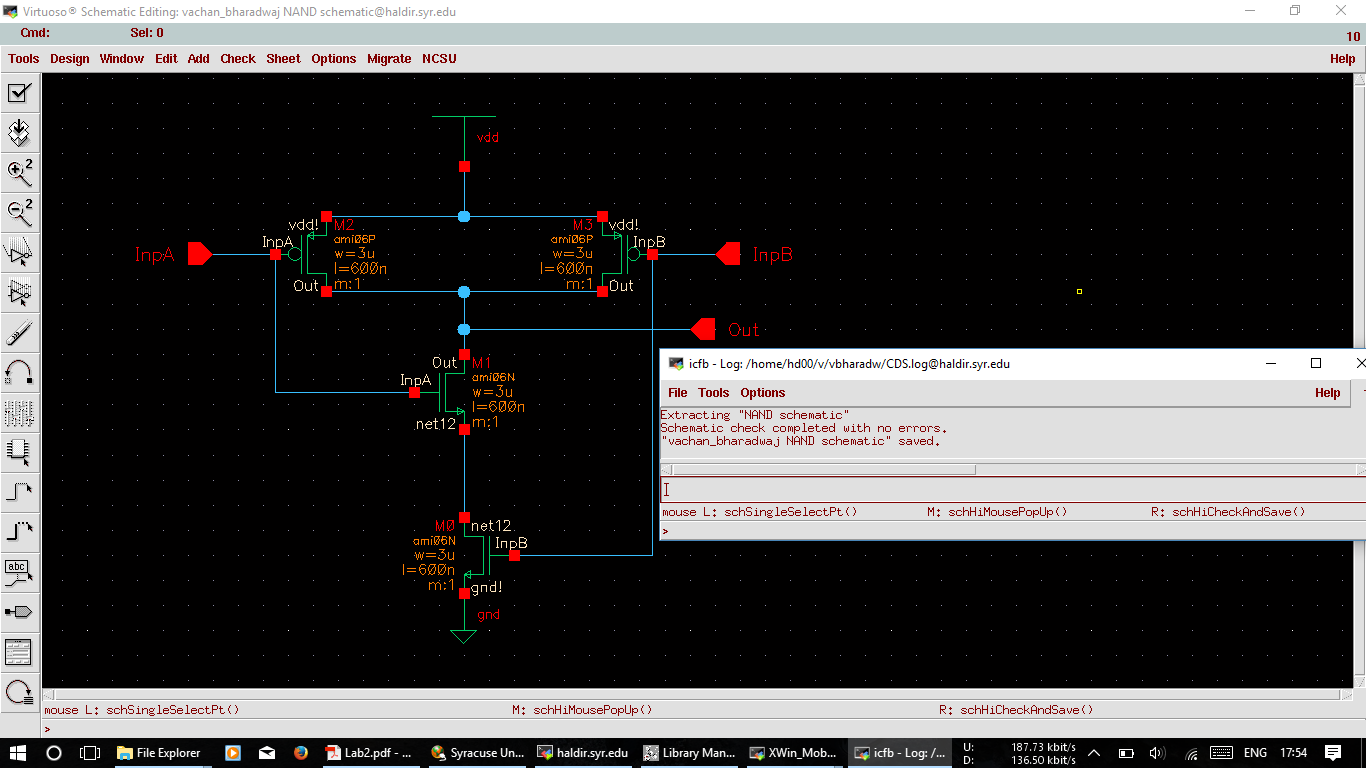 Virtuoso® Schematic Editing: vachan_bharadwaj NAND schematic@haldir.syr.edu
Cmd: Sel: 0
10
Tools Design Window Edit Add Check Sheet Options Migrate NCSU Help
2
2
abc
vdd
vdd! M2
InpA
InpA
ami06P
w=3u
l=600n
m:1
Out
M3 vdd!
InpB
InpB
ami06P
w=3u
l=600n
m:1
Out
Out
Out M1
InpA
ami06N
w=3u
l=600n
m:1
net12
M0 net12
InpB
ami06N
w=3u
l=600n
m:1
gnd!
gnd
icfb - Log: /home/hd00/v/vbharadw/CDS.log@haldir.syr.edu
File Tools Options Help
Extracting "NAND schematic"
Schematic check completed with no errors.
"vachan_bharadwaj NAND schematic" saved.
mouse L: schSingleSelectPt() M: schHiMousePopUp() R: schHiCheckAndSave()
>
mouse L: schSingleSelectPt() M: schHiMousePopUp() R: schHiCheckAndSave()
>
File Explorer Lab2.pdf - ... Syracuse Un... haldir.syr.edu Library Man... XWin_Mob... icfb - Log: /...
U: 187.73 kbit/s
D: 136.50 kbit/s
ENG 17:54